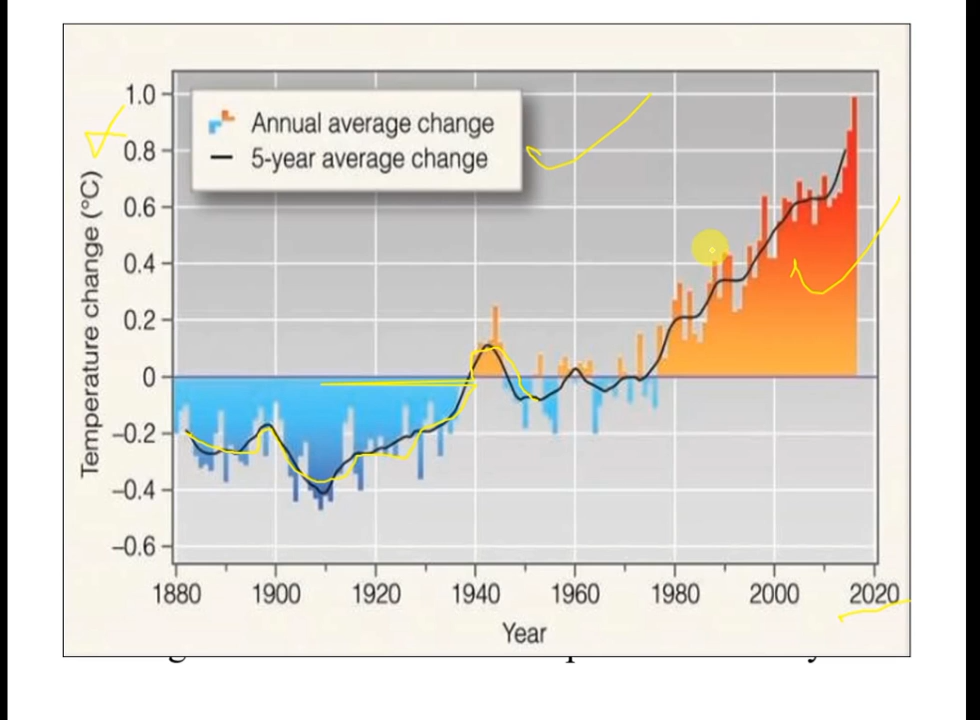 1.0
Annual average change
0.8
5-year average change
0.6
0.4
0.2
0
–0.2
–0.4
–0.6
Temperature change (°C)
1880 1900 1920 1940 1960 1980 2000 2020
Year